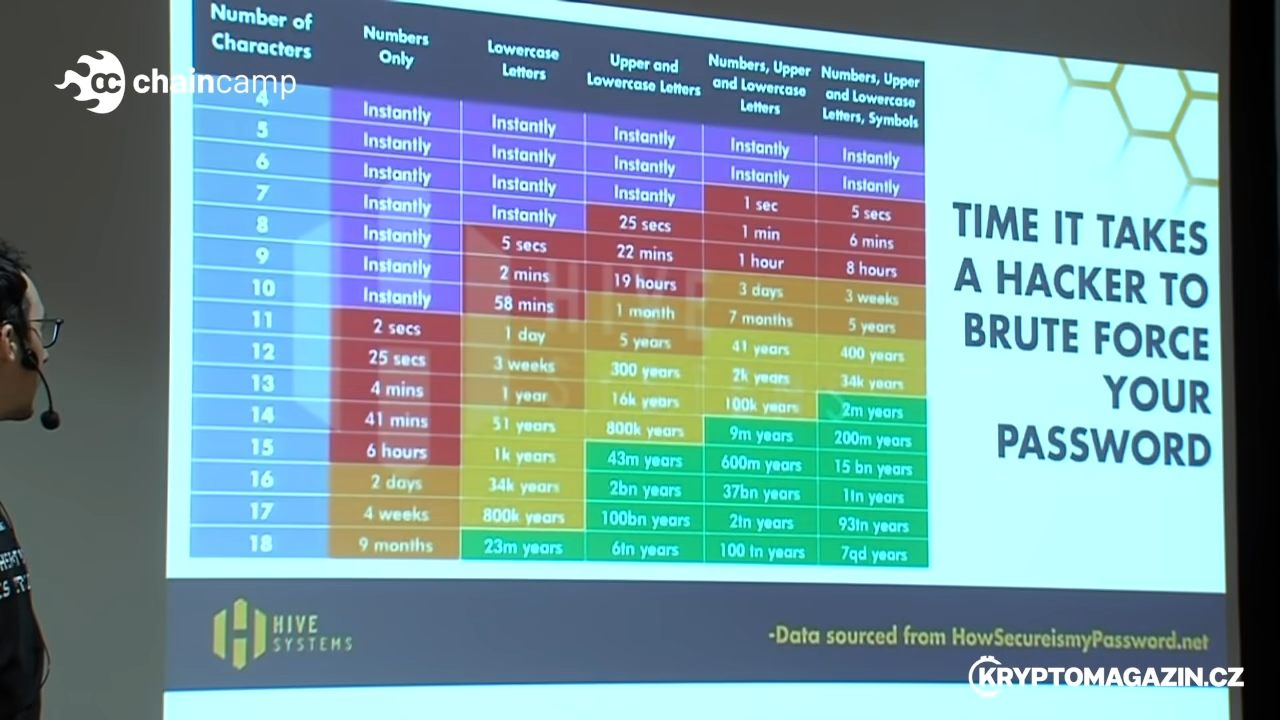 chaincamp
Number of Characters | Numbers Only | Lowercase Letters | Upper and Lowercase Letters | Numbers, Upper and Lowercase Letters | Numbers, Upper and Lowercase Letters, Symbols
4 | Instantly | Instantly | Instantly | Instantly | Instantly
5 | Instantly | Instantly | Instantly | Instantly | Instantly
6 | Instantly | Instantly | Instantly | 1 sec | 5 secs
7 | Instantly | Instantly | 25 secs | 1 min | 6 mins
8 | Instantly | 5 secs | 22 mins | 1 hour | 8 hours
9 | Instantly | 2 mins | 19 hours | 3 days | 3 weeks
10 | Instantly | 58 mins | 1 month | 7 months | 5 years
11 | 2 secs | 1 day | 5 years | 41 years | 400 years
12 | 25 secs | 3 weeks | 300 years | 2k years | 34k years
13 | 4 mins | 1 year | 16k years | 100k years | 2m years
14 | 41 mins | 51 years | 800k years | 9m years | 200m years
15 | 6 hours | 1k years | 43m years | 600m years | 15 bn years
16 | 2 days | 34k years | 2bn years | 37bn years | 1tn years
17 | 4 weeks | 800k years | 100bn years | 2tn years | 93tn years
18 | 9 months | 23m years | 6tn years | 100 tn years | 7qd years
TIME IT TAKES
A HACKER TO
BRUTE FORCE
YOUR
PASSWORD
HIVE
SYSTEMS
-Data sourced from HowSecureismyPassword.net
KRYPTOMAGAZIN.CZ